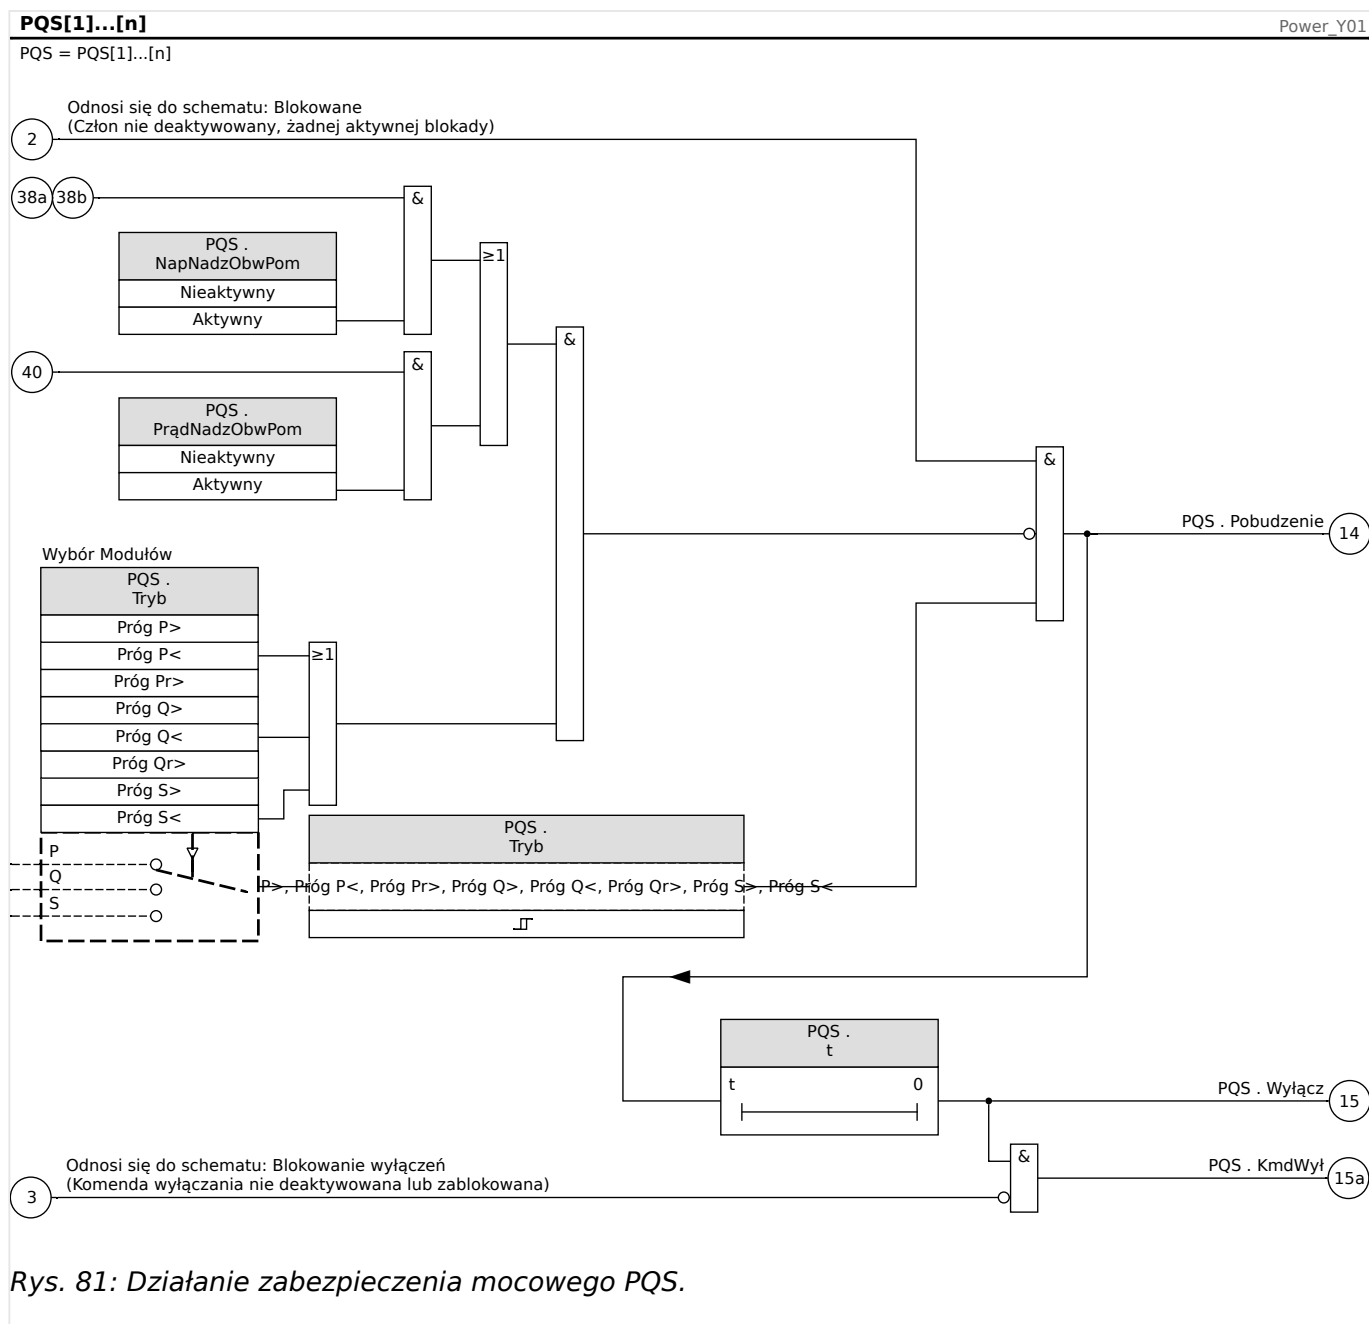 PQS[1]...[n]
Power_Y01
PQS = PQS[1]...[n]
Odnosi się do schematu: Blokowane
(Człon nie deaktywowany, żadnej aktywnej blokady)
2
38a
38b
&
PQS .
NapNadzObwPom
Nieaktywny
Aktywny
≥1
&
40
&
PQS .
PrądNadzObwPom
Nieaktywny
Aktywny
&
PQS . Pobudzenie
14
Wybór Modułów
PQS .
Tryb
Próg P>
Próg P<
Próg Pr>
Próg Q>
Próg Q<
Próg Qr>
Próg S>
Próg S<
≥1
P
Q
S
PQS .
Tryb
P>, Próg P<, Próg Pr>, Próg Q>, Próg Q<, Próg Qr>, Próg S>, Próg S<
PQS .
t
t
0
PQS . Wyłącz
15
&
PQS . KmdWył
15a
Odnosi się do schematu: Blokowanie wyłączeń
(Komenda wyłączania nie deaktywowana lub zablokowana)
3
Rys. 81: Działanie zabezpieczenia mocowego PQS.